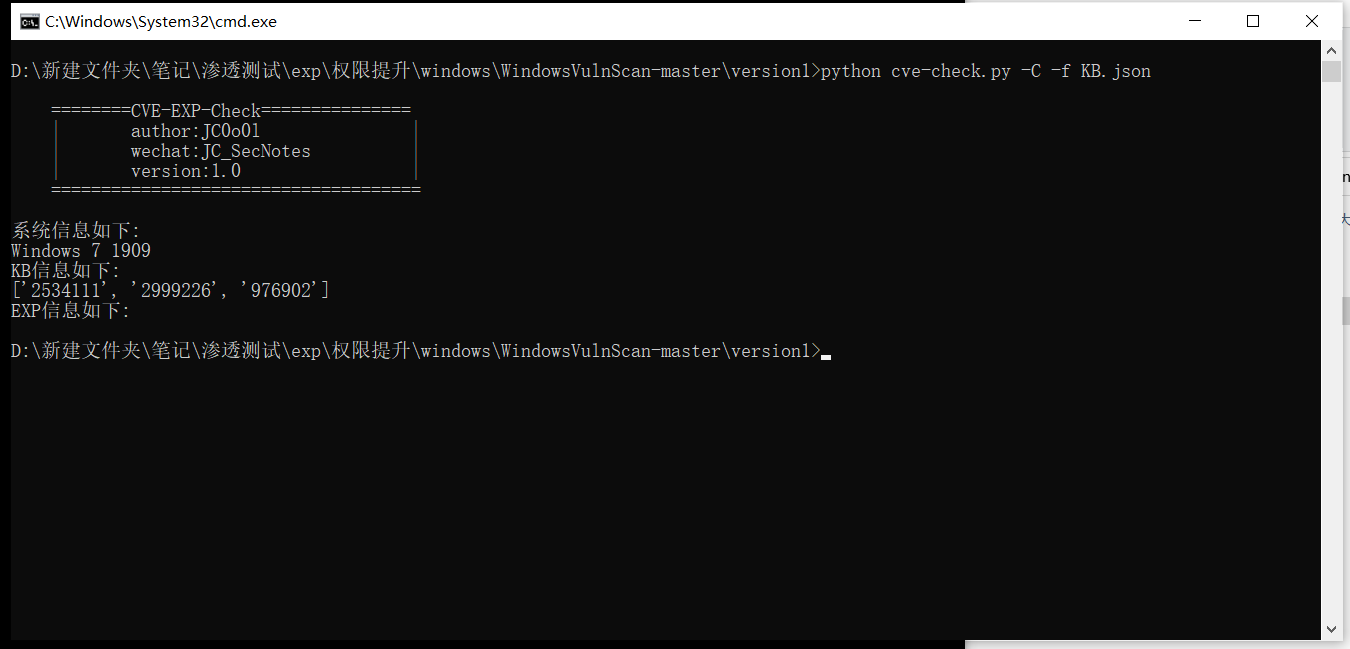 C:\Windows\System32\cmd.exe
D:\新建文件夹\笔记\渗透测试\exp\权限提升\windows\WindowsVulnScan-master\version1>python cve-check.py -C -f KB.json
========CVE-EXP-Check===============
|       author:JC0o0l               |
|       wechat:JC_SecNotes          |
|       version:1.0                 |
=====================================
系统信息如下:
Windows 7 1909
KB信息如下:
['2534111', '2999226', '976902']
EXP信息如下:
D:\新建文件夹\笔记\渗透测试\exp\权限提升\windows\WindowsVulnScan-master\version1>